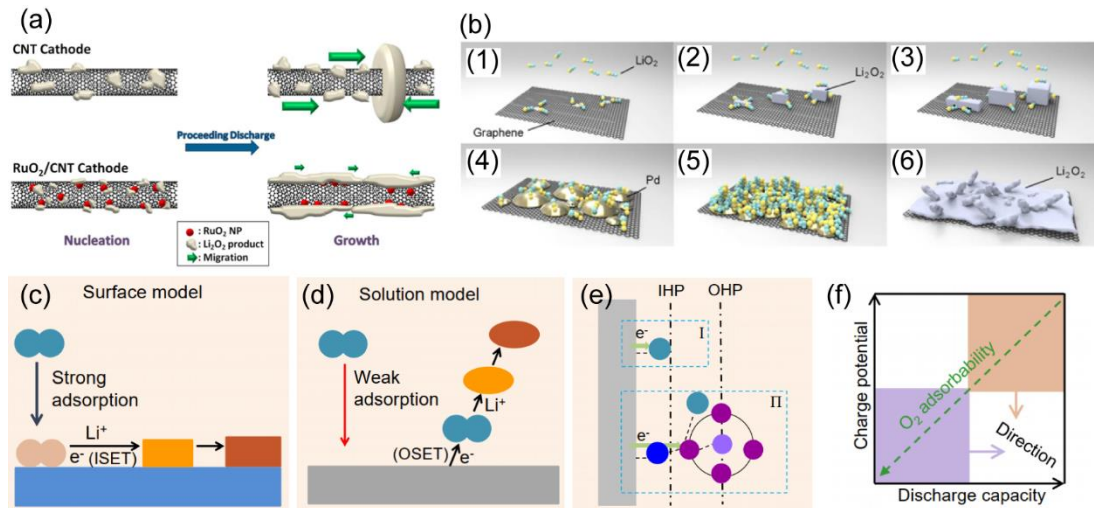 (a)
CNT Cathode
Proceeding Discharge
RuO₂/CNT Cathode
Nucleation
Growth
: RuO₂ NP
: Li₂O₂ product
: Migration
(b)
(1)
LiO₂
Graphene
(2)
Li₂O₂
(3)
(4)
Pd
(5)
(6)
Li₂O₂
(c)
Surface model
Strong
adsorption
Li⁺
e⁻ (ISET)
(d)
Solution model
Weak
adsorption
Li⁺
(OSET)
e⁻
(e)
IHP
OHP
e⁻
I
e⁻
II
(f)
Charge potential
O₂ adsorbability
Direction
Discharge capacity